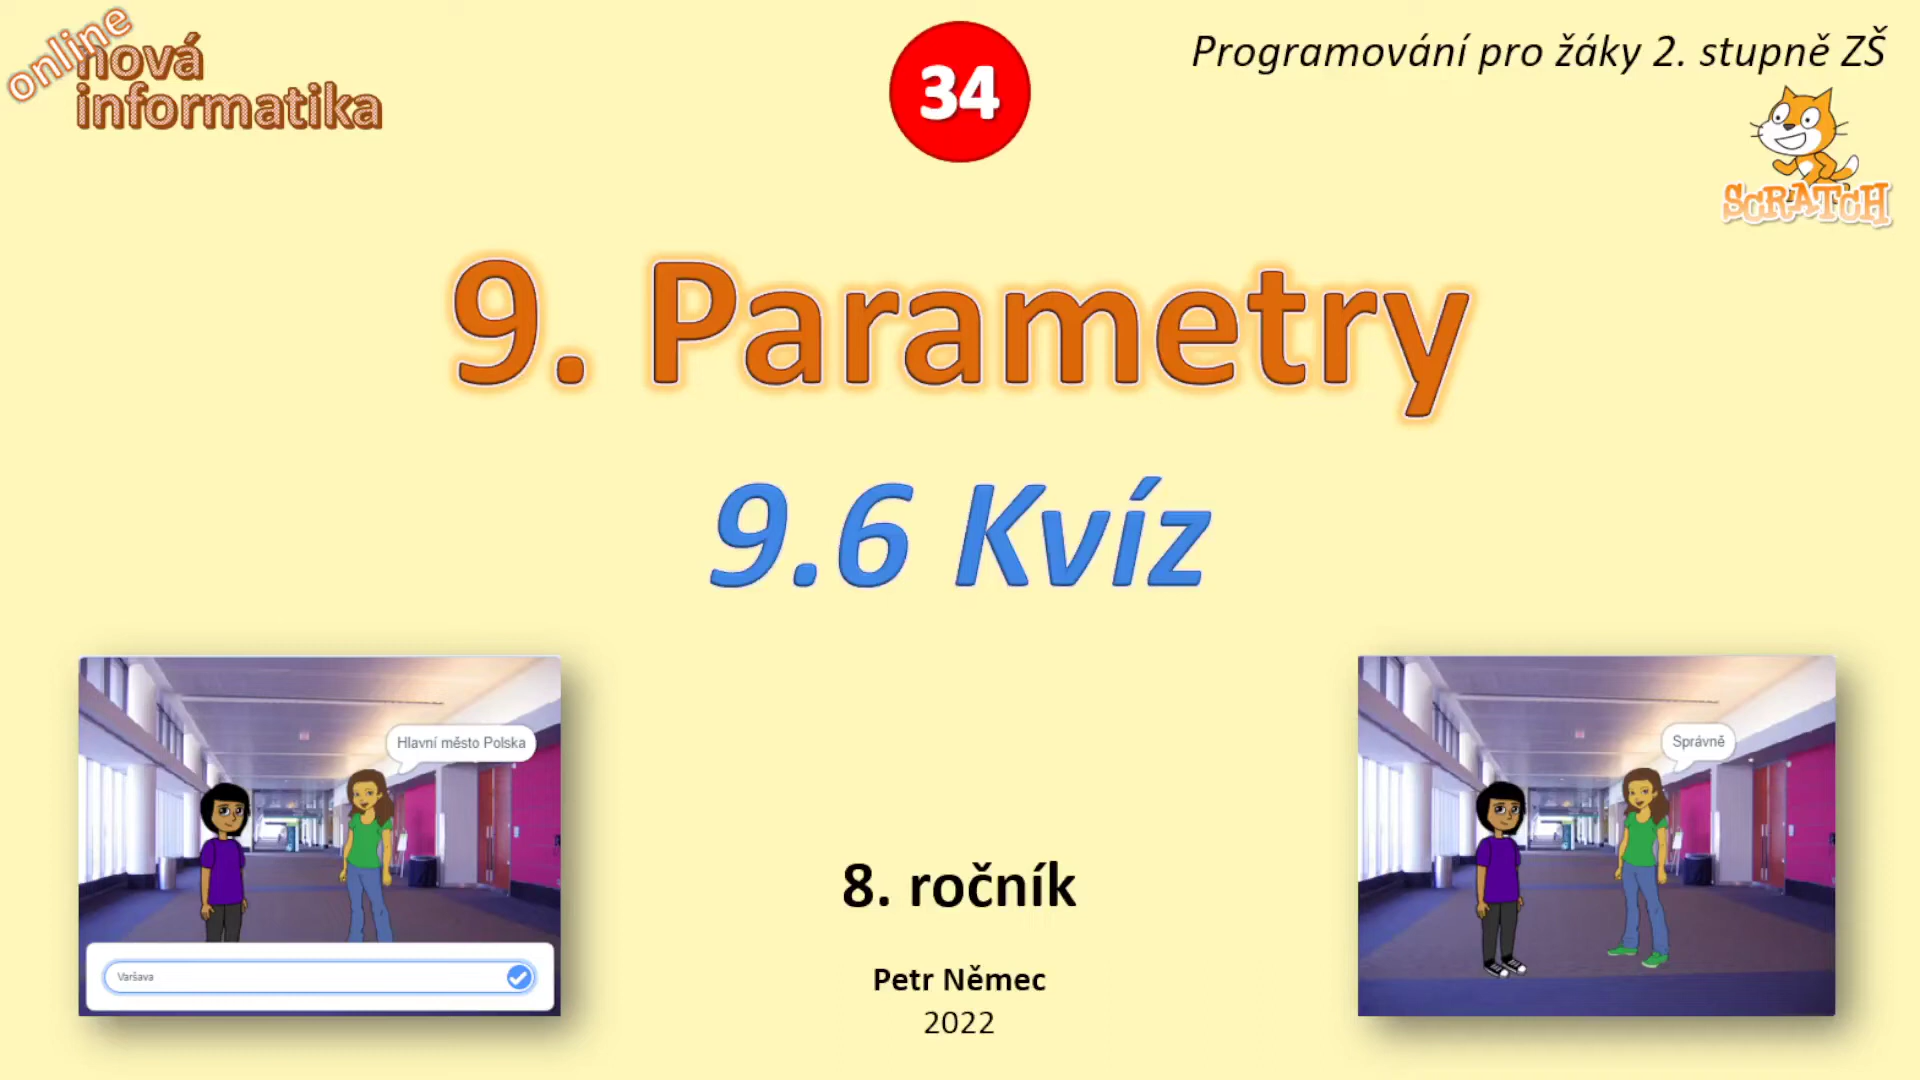 online
nová
informatika
34
Programování pro žáky 2. stupně ZŠ
SCRATCH
9. Parametry
9.6 Kvíz
Hlavní město Polska
Varšava
Správně
8. ročník
Petr Němec
2022